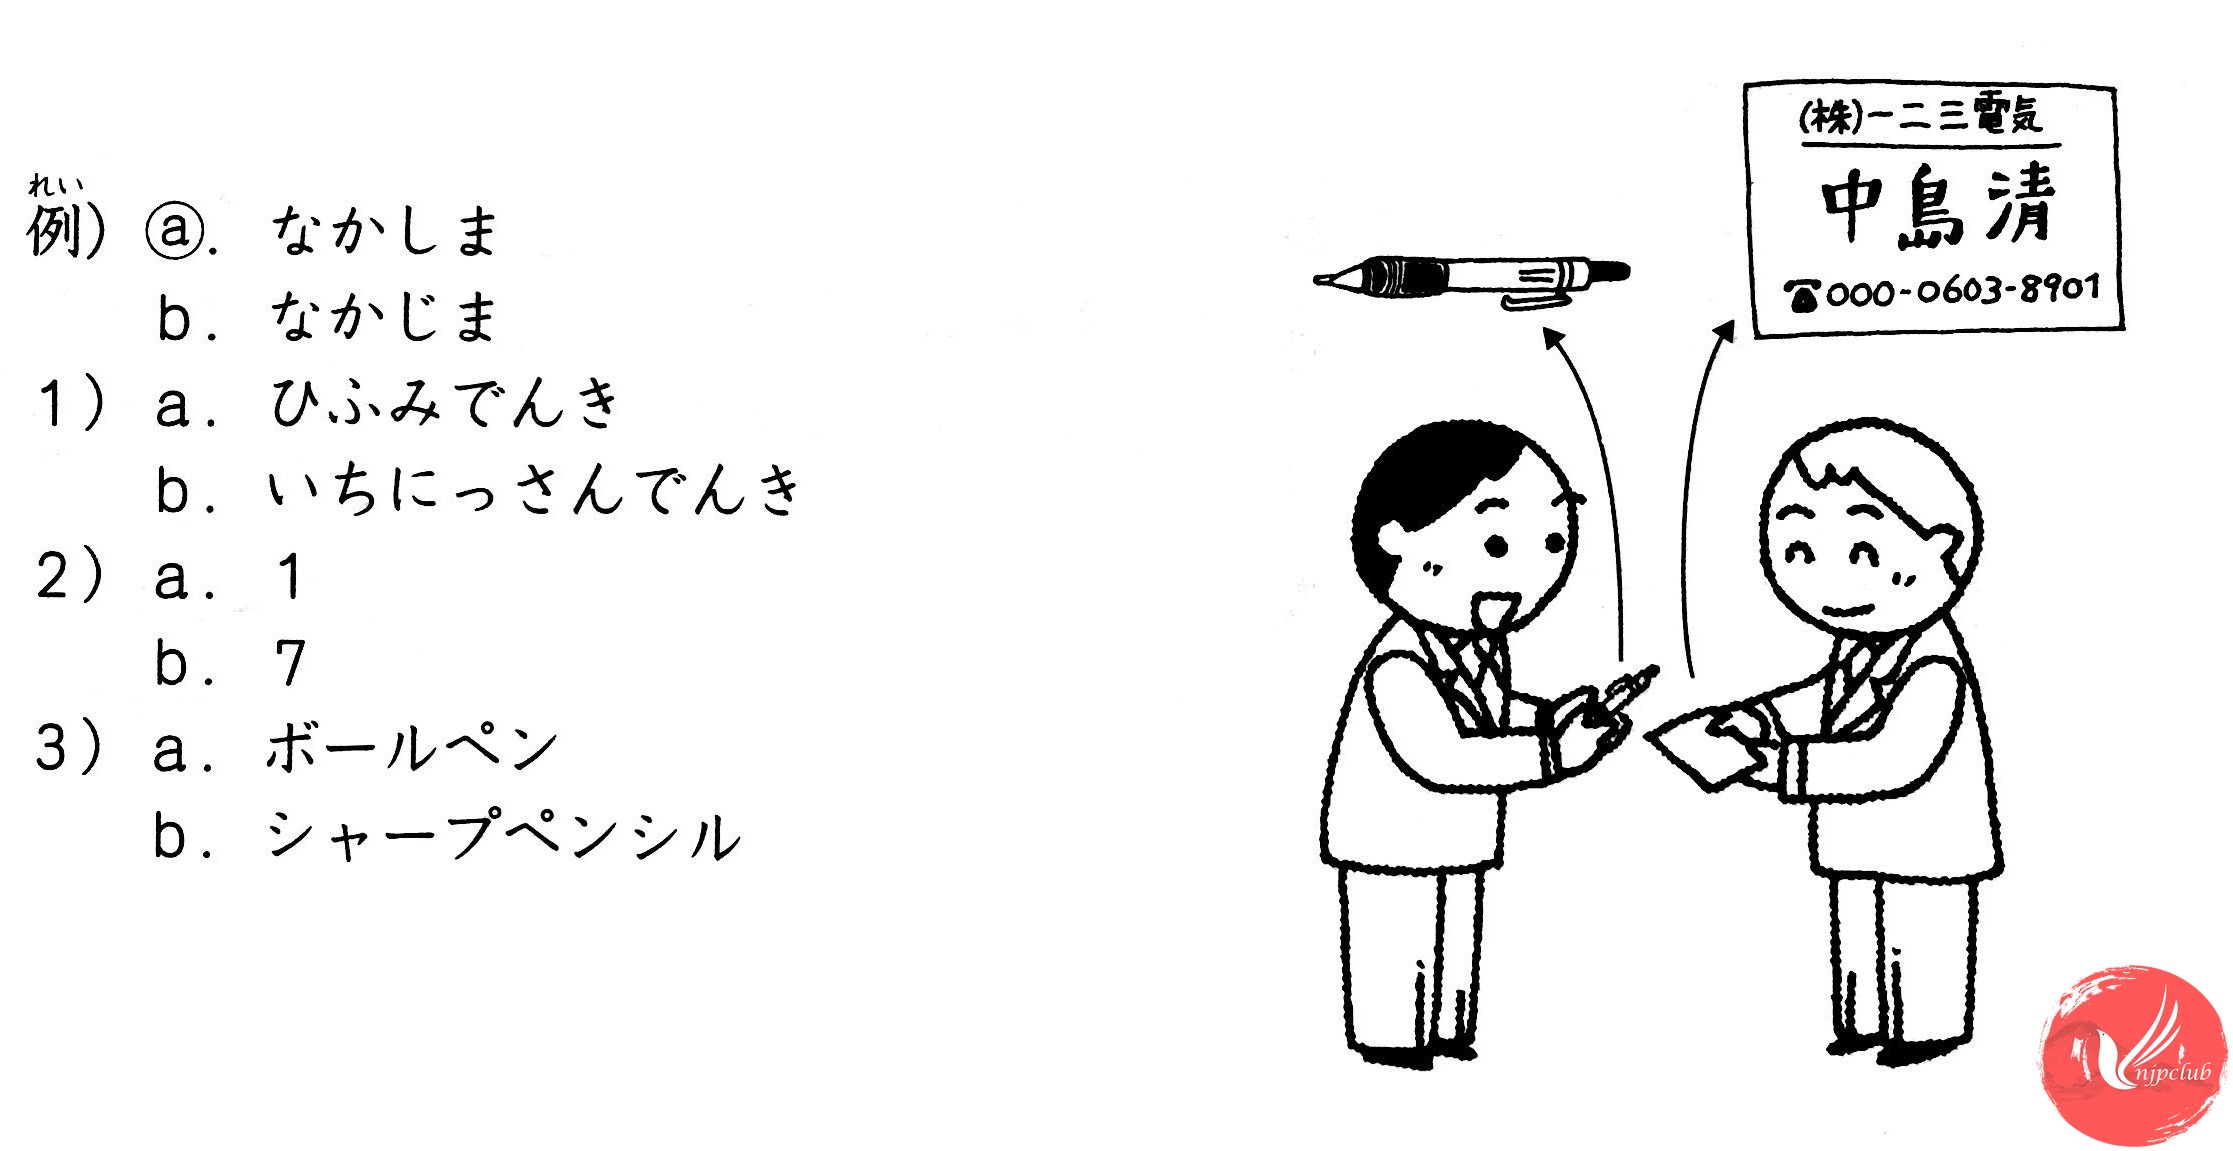 れい
例) ⓐ. なかしま
b. なかじま
1) a. ひふみでんき
b. いちにっさんでんき
2) a. 1
b. 7
3) a. ボールペン
b. シャープペンシル
(株)一二三電気
中島清
☎000-0603-8901
njpclub